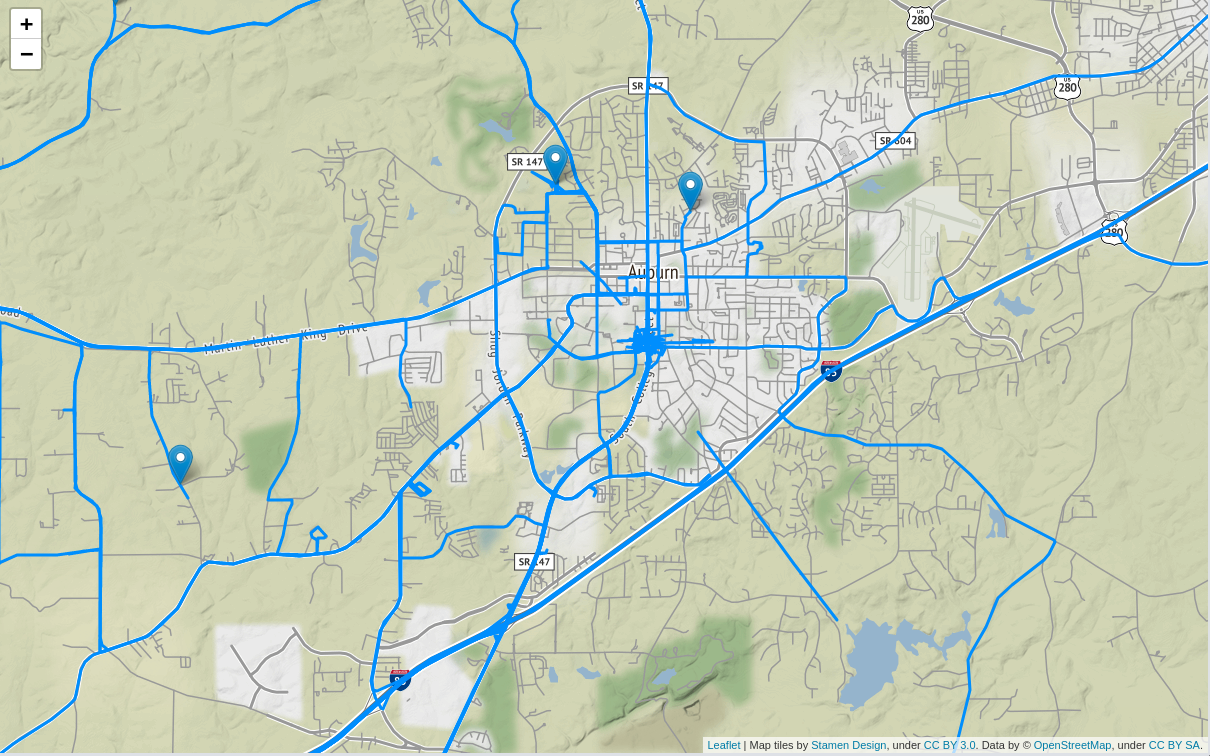 +
−
US
280
US
280
SR 147
SR 604
SR 147
280
Auburn
Martin Luther King Drive
Shug Jordan Parkway
South College
SR 147
Leaflet | Map tiles by Stamen Design, under CC BY 3.0. Data by © OpenStreetMap, under CC BY SA.